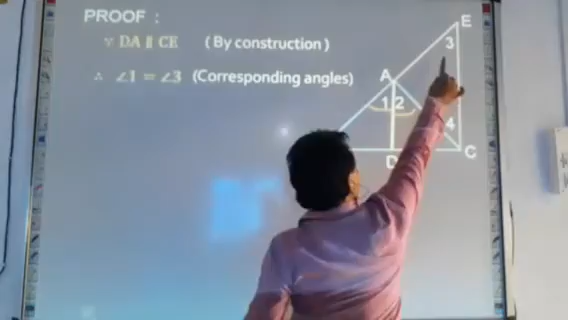 PROOF :
∵ DA ∥ CE (By construction)
∴ ∠1 = ∠3 (Corresponding angles)
E
3
A
1 2
4
D
C